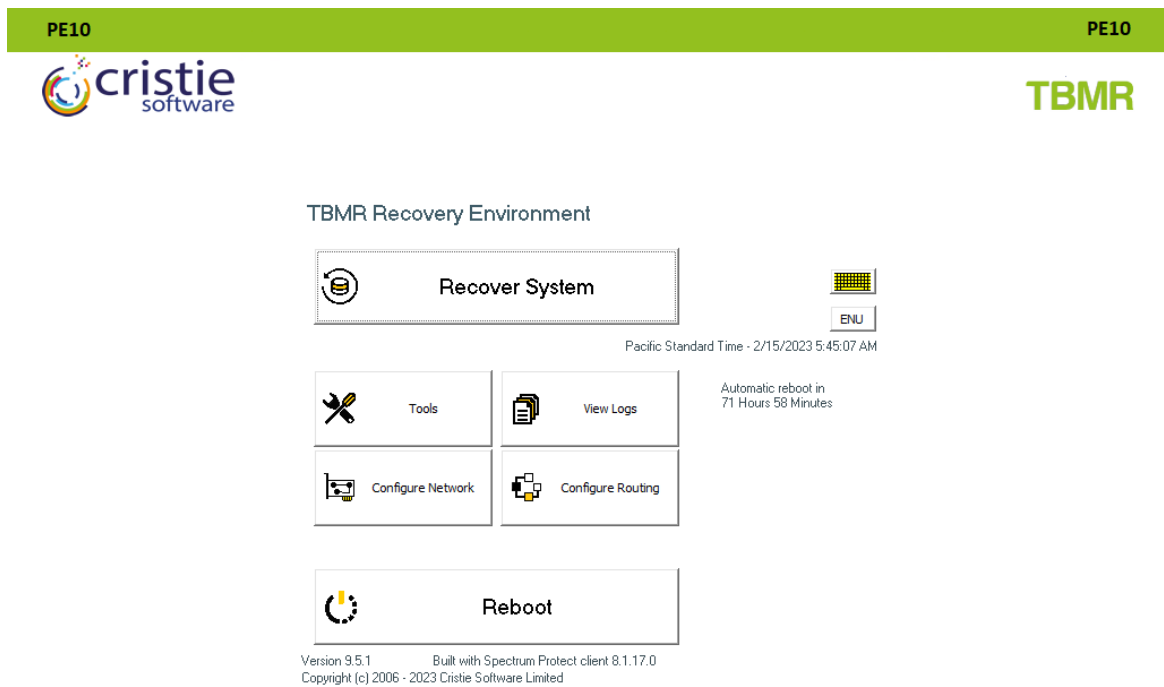 PE10 PE10
cristie
software
TBMR
TBMR Recovery Environment
Recover System
ENU
Pacific Standard Time - 2/15/2023 5:45:07 AM
Tools View Logs
Automatic reboot in
71 Hours 58 Minutes
Configure Network Configure Routing
Reboot
Version 9.5.1 Built with Spectrum Protect client 8.1.17.0
Copyright (c) 2006 - 2023 Cristie Software Limited